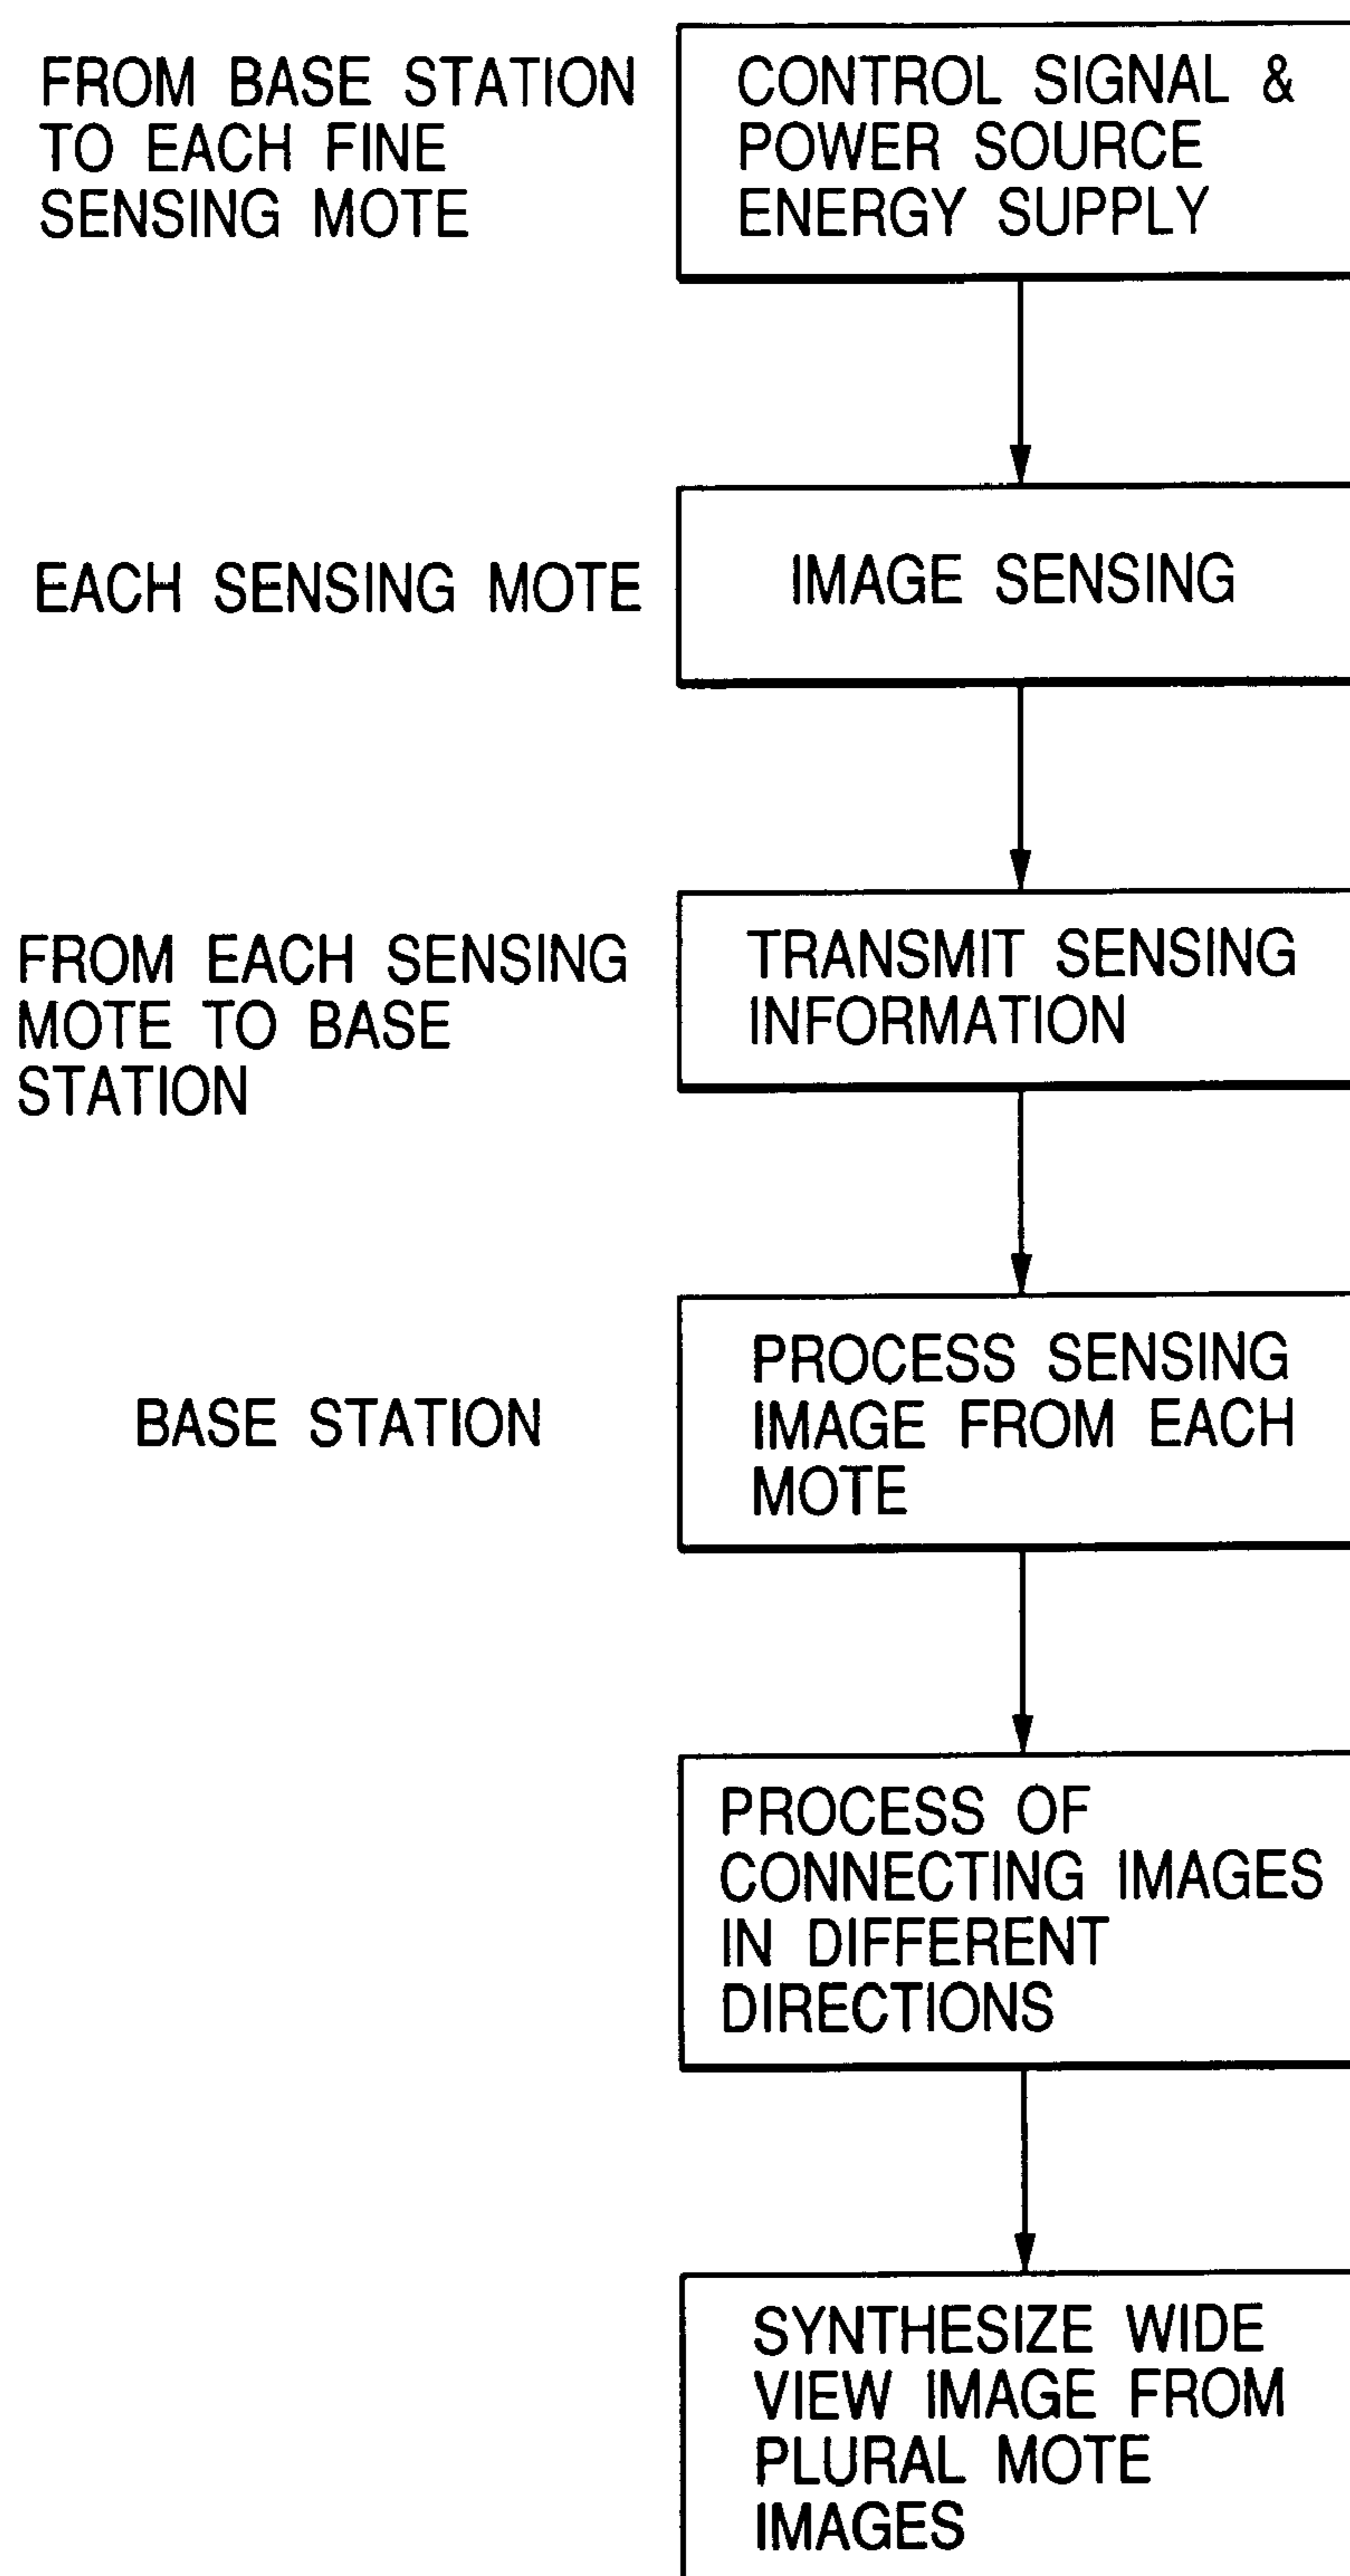 FROM BASE STATION
TO EACH FINE
SENSING MOTE
CONTROL SIGNAL &
POWER SOURCE
ENERGY SUPPLY
EACH SENSING MOTE
IMAGE SENSING
FROM EACH SENSING
MOTE TO BASE
STATION
TRANSMIT SENSING
INFORMATION
BASE STATION
PROCESS SENSING
IMAGE FROM EACH
MOTE
PROCESS OF
CONNECTING IMAGES
IN DIFFERENT
DIRECTIONS
SYNTHESIZE WIDE
VIEW IMAGE FROM
PLURAL MOTE
IMAGES